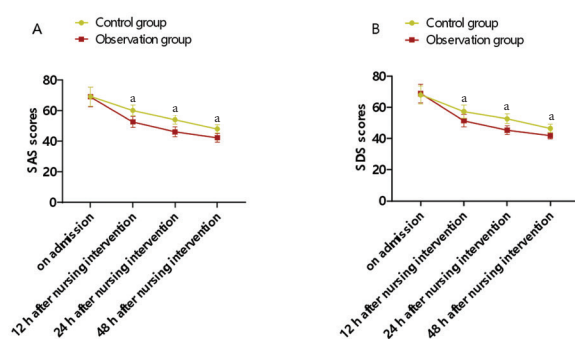 A
Control group
Observation group
SAS scores
80
60
40
20
0
a
a
a
on admission
12 h after nursing intervention
24 h after nursing intervention
48 h after nursing intervention
B
Control group
Observation group
SDS scores
80
60
40
20
0
a
a
a
on admission
12 h after nursing intervention
24 h after nursing intervention
48 h after nursing intervention